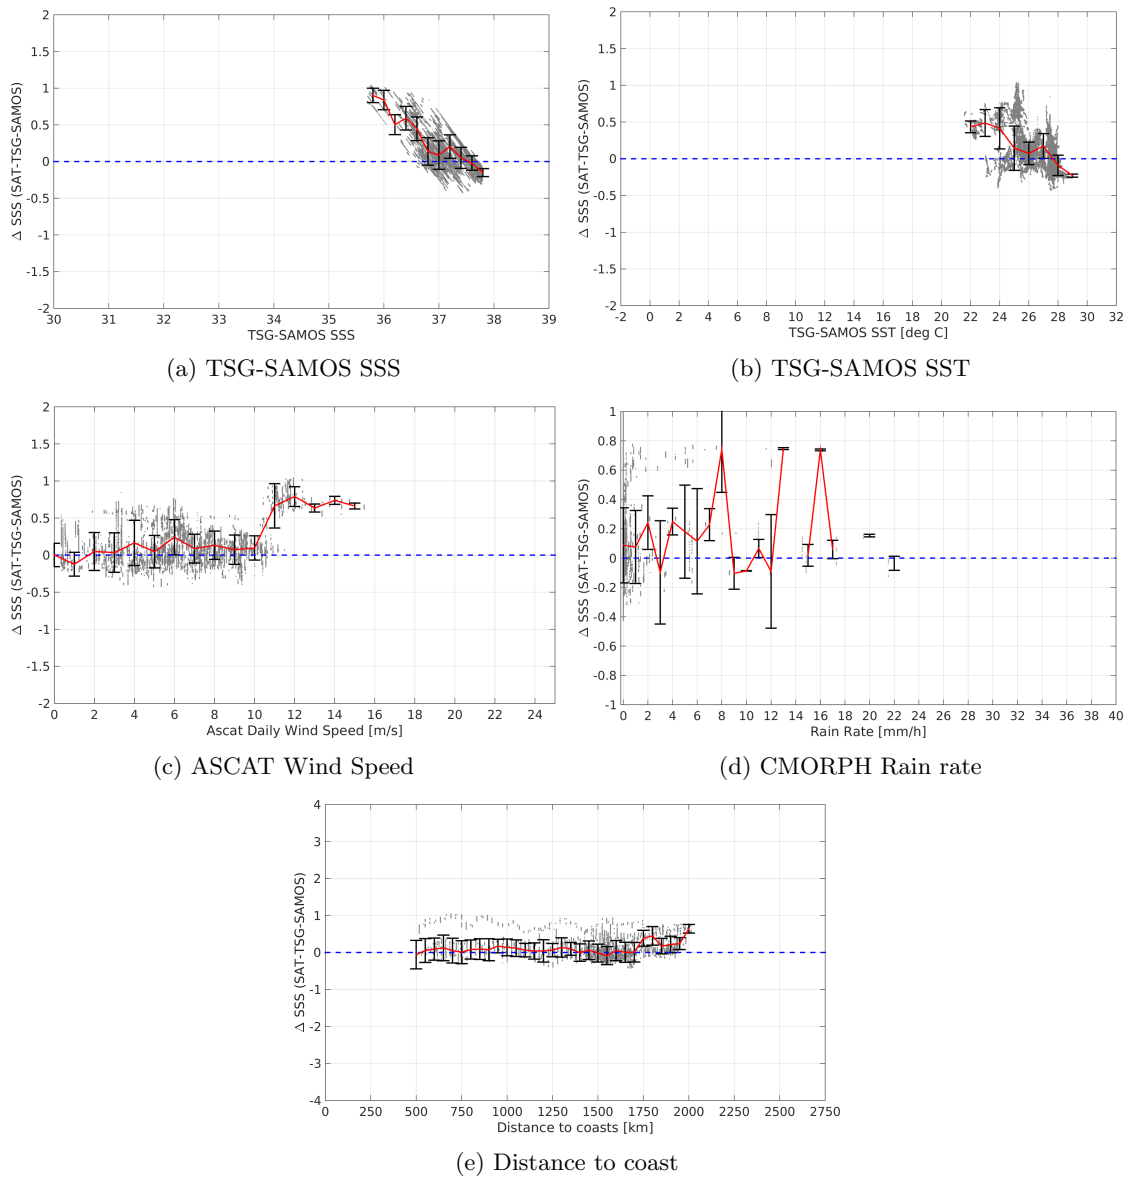 2
1.5
1
0.5
0
-0.5
-1
-1.5
-2
Δ SSS (SAT-TSG-SAMOS)
30 31 32 33 34 35 36 37 38 39
TSG-SAMOS SSS
(a) TSG-SAMOS SSS
2
1.5
1
0.5
0
-0.5
-1
-1.5
-2
Δ SSS (SAT-TSG-SAMOS)
-2 0 2 4 6 8 10 12 14 16 18 20 22 24 26 28 30 32
TSG-SAMOS SST [deg C]
(b) TSG-SAMOS SST
2
1.5
1
0.5
0
-0.5
-1
-1.5
-2
Δ SSS (SAT-TSG-SAMOS)
0 2 4 6 8 10 12 14 16 18 20 22 24
Ascat Daily Wind Speed [m/s]
(c) ASCAT Wind Speed
1
0.8
0.6
0.4
0.2
0
-0.2
-0.4
-0.6
-0.8
-1
Δ SSS (SAT-TSG-SAMOS)
0 2 4 6 8 10 12 14 16 18 20 22 24 26 28 30 32 34 36 38 40
Rain Rate [mm/h]
(d) CMORPH Rain rate
4
3
2
1
0
-1
-2
-3
-4
Δ SSS (SAT-TSG-SAMOS)
0 250 500 750 1000 1250 1500 1750 2000 2250 2500 2750
Distance to coasts [km]
(e) Distance to coast